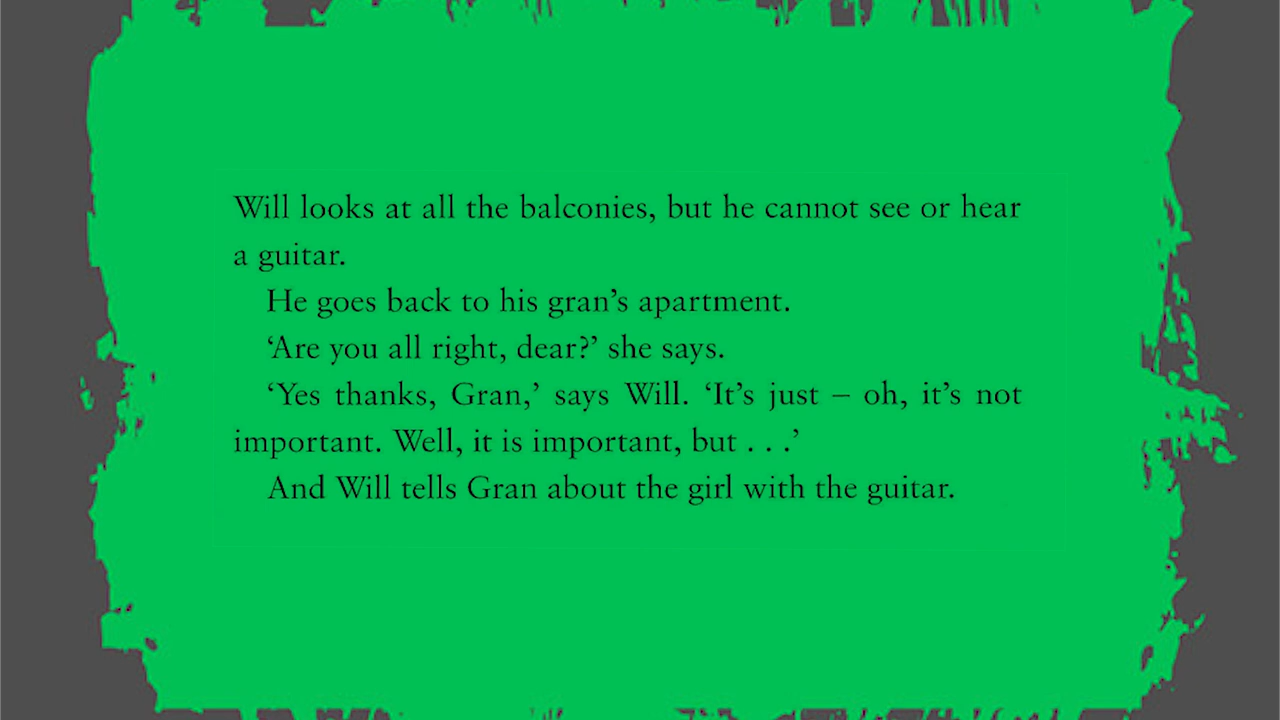 Will looks at all the balconies, but he cannot see or hear
a guitar.
He goes back to his gran’s apartment.
‘Are you all right, dear?’ she says.
‘Yes thanks, Gran,’ says Will. ‘It’s just – oh, it’s not
important. Well, it is important, but . . .’
And Will tells Gran about the girl with the guitar.